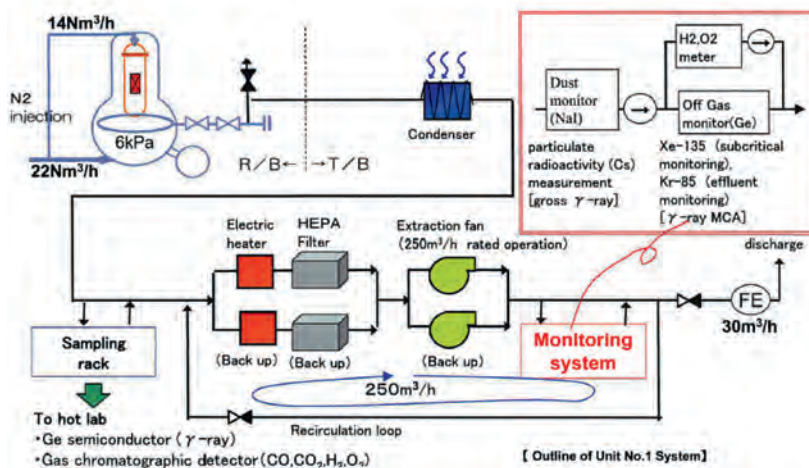 14Nm³/h
N2
injection
6kPa
22Nm³/h
R/B← →T/B
Condenser
Dust
monitor
(NaI)
H2,O2
meter
Off Gas
monitor(Ge)
particulate
radioactivity (Cs)
measurement
[gross γ-ray]
Xe-135 (subcritical
monitoring),
Kr-85 (effluent
monitoring)
[γ-ray MCA]
Electric
heater
HEPA
Filter
Extraction fan
(250m³/h rated operation)
discharge
FE
30m³/h
Sampling
rack
(Back up)
(Back up)
(Back up)
Monitoring
system
250m³/h
Recirculation loop
To hot lab
・Ge semiconductor (γ-ray)
・Gas chromatographic detector(CO,CO₂,H₂,O₂)
【 Outline of Unit No.1 System】